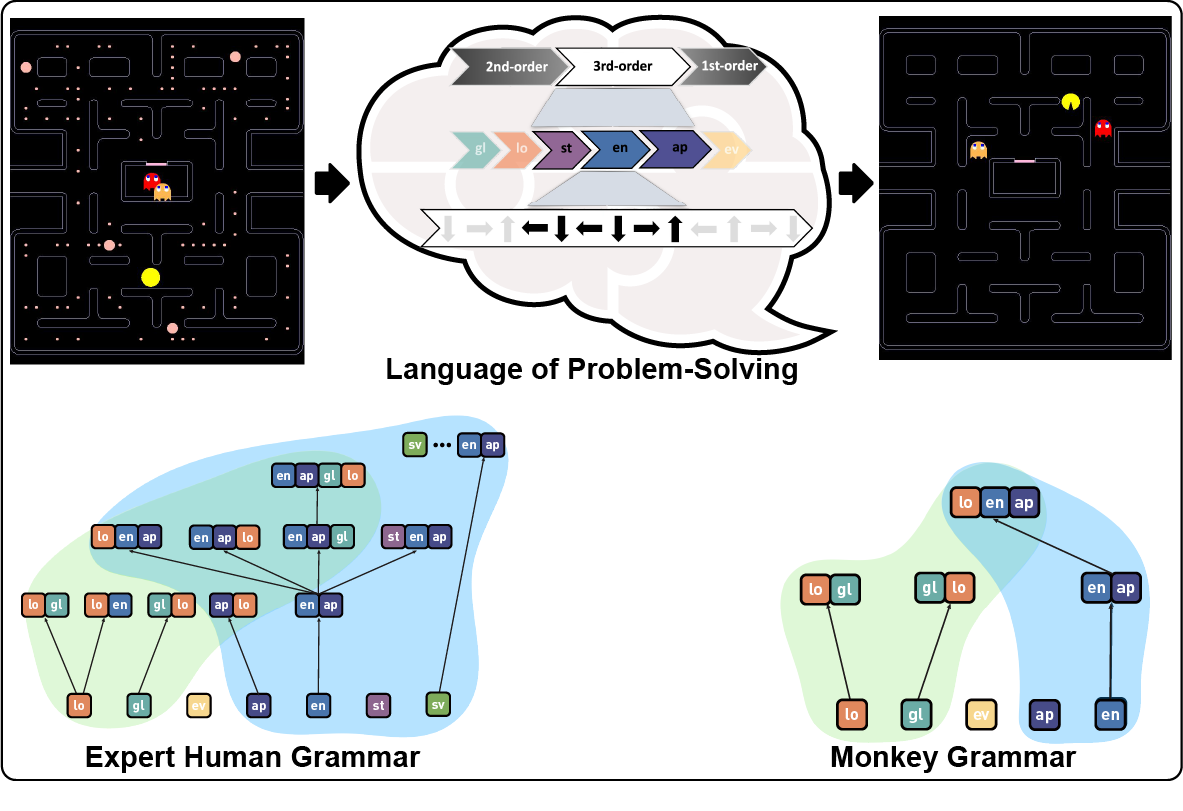 2nd-order 3rd-order 1st-order
gl lo st en ap ev
Language of Problem-Solving
sv ••• en ap
en ap gl lo
lo en ap en ap lo en ap gl st en ap
lo gl lo en gl lo ap lo en ap
lo gl ev ap en st sv
Expert Human Grammar
lo en ap
lo gl gl lo en ap
lo gl ev ap en
Monkey Grammar